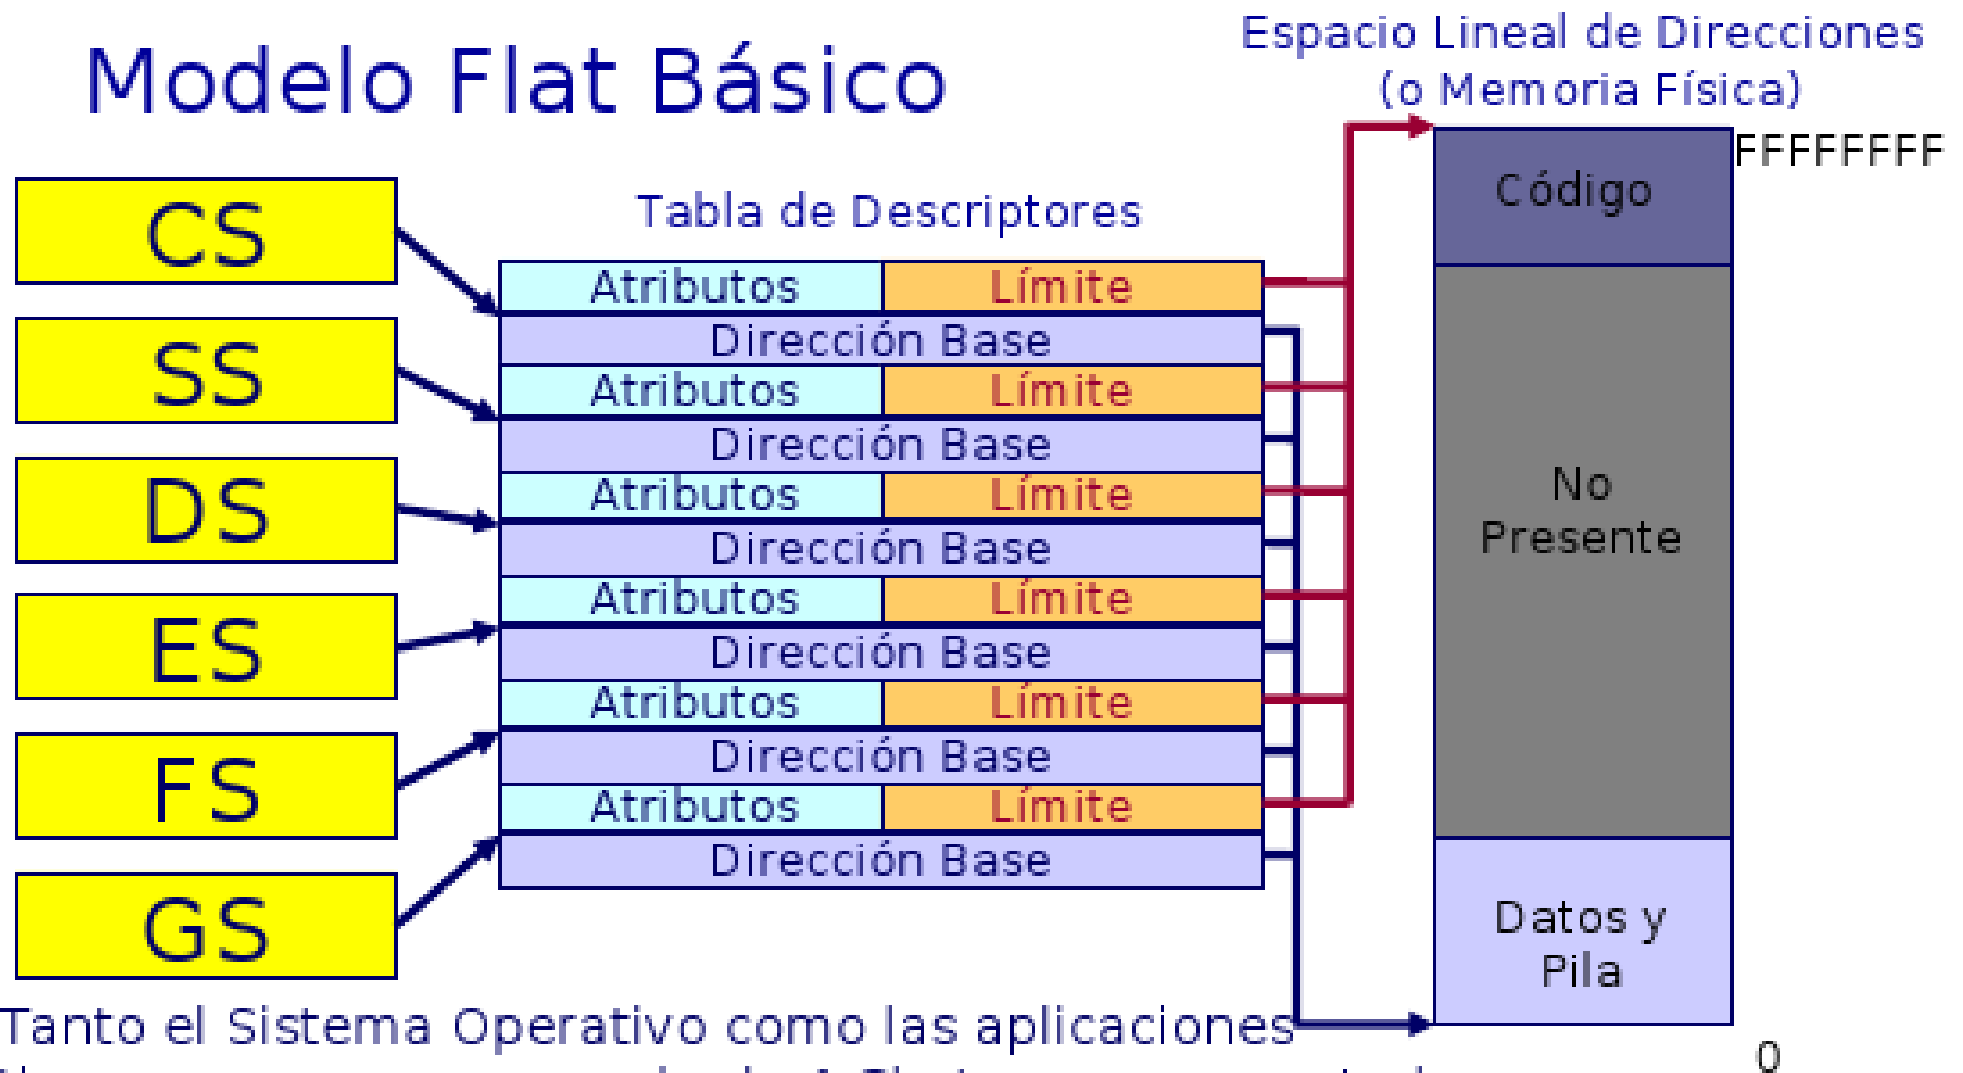 Modelo Flat Básico
Espacio Lineal de Direcciones
(o Memoria Física)
FFFFFFFF
Tabla de Descriptores
CS
SS
DS
ES
FS
GS
Atributos Límite
Dirección Base
Atributos Límite
Dirección Base
Atributos Límite
Dirección Base
Atributos Límite
Dirección Base
Atributos Límite
Dirección Base
Atributos Límite
Dirección Base
Código
No
Presente
Datos y
Pila
0
Tanto el Sistema Operativo como las aplicaciones